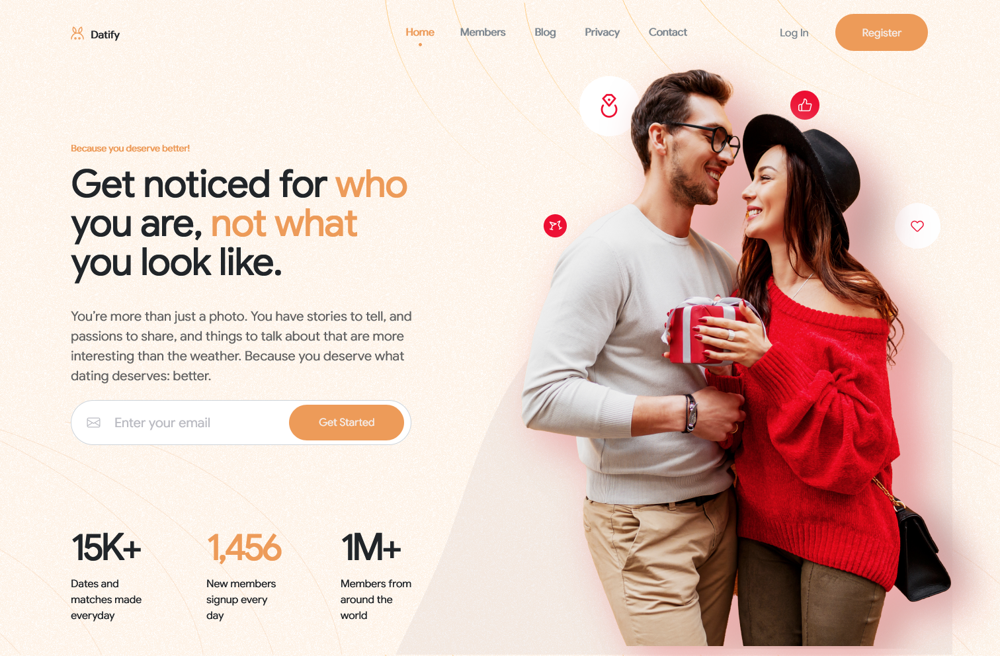 Datify
Home
Members
Blog
Privacy
Contact
Log In
Register
Because you deserve better!
Get noticed for who
you are, not what
you look like.
You’re more than just a photo. You have stories to tell, and
passions to share, and things to talk about that are more
interesting than the weather. Because you deserve what
dating deserves: better.
Enter your email
Get Started
15K+
Dates and
matches made
everyday
1,456
New members
signup every
day
1M+
Members from
around the
world